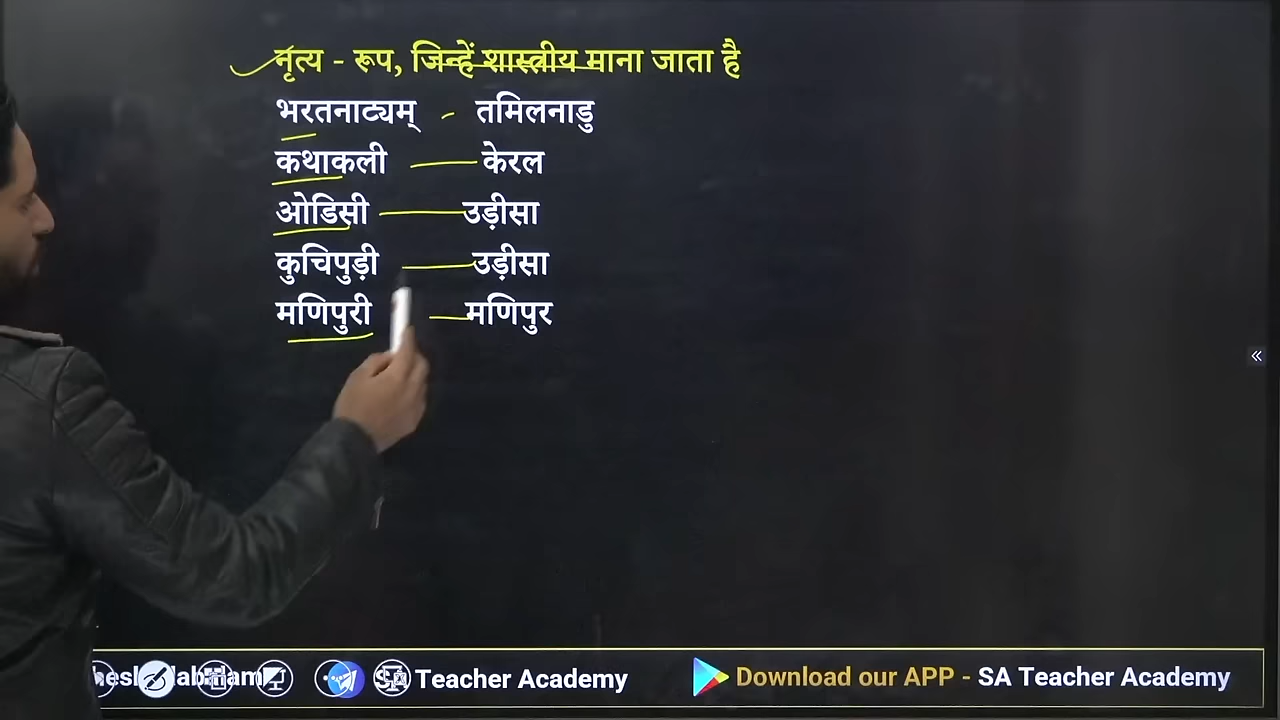 नृत्य - रूप, जिन्हें शास्त्रीय माना जाता है
भरतनाट्यम् - तमिलनाडु
कथाकली — केरल
ओडिसी — उड़ीसा
कुचिपुड़ी — उड़ीसा
मणिपुरी — मणिपुर
Teacher Academy
Download our APP - SA Teacher Academy